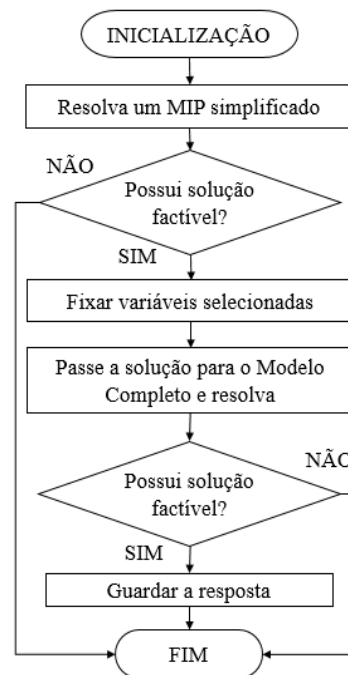 INICIALIZAÇÃO
Resolva um MIP simplificado
NÃO
Possui solução
factível?
SIM
Fixar variáveis selecionadas
Passe a solução para o Modelo
Completo e resolva
NÃO
Possui solução
factível?
SIM
Guardar a resposta
FIM